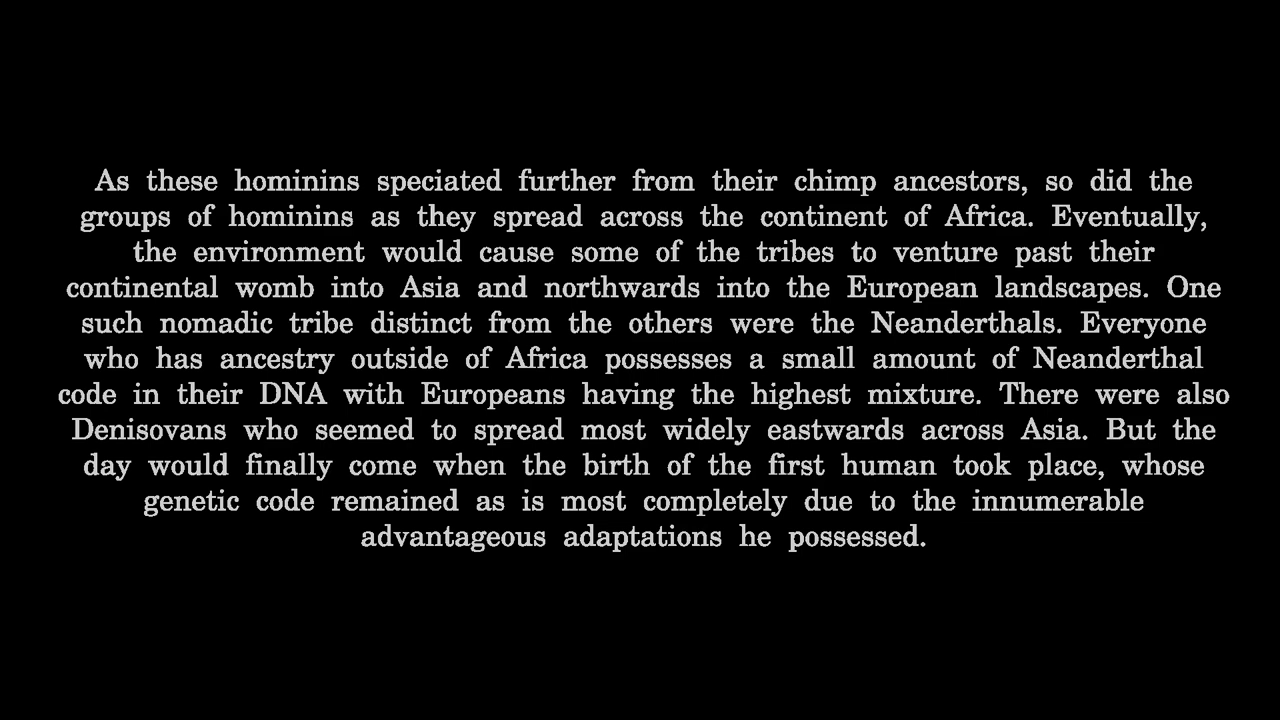 As these hominins speciated further from their chimp ancestors, so did the
groups of hominins as they spread across the continent of Africa. Eventually,
the environment would cause some of the tribes to venture past their
continental womb into Asia and northwards into the European landscapes. One
such nomadic tribe distinct from the others were the Neanderthals. Everyone
who has ancestry outside of Africa possesses a small amount of Neanderthal
code in their DNA with Europeans having the highest mixture. There were also
Denisovans who seemed to spread most widely eastwards across Asia. But the
day would finally come when the birth of the first human took place, whose
genetic code remained as is most completely due to the innumerable
advantageous adaptations he possessed.